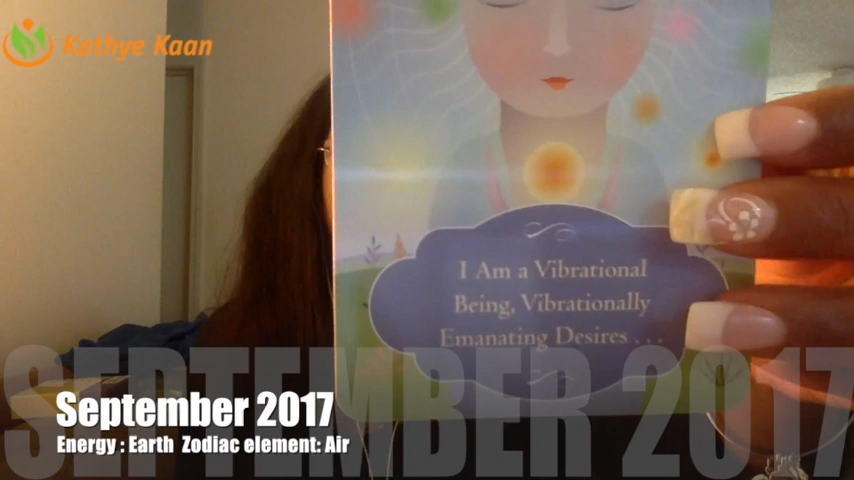 Kathye Kaan
I Am a Vibrational
Being, Vibrationally
Emanating Desires . . .
SEPTEMBER 2017
September 2017
Energy : Earth Zodiac element: Air